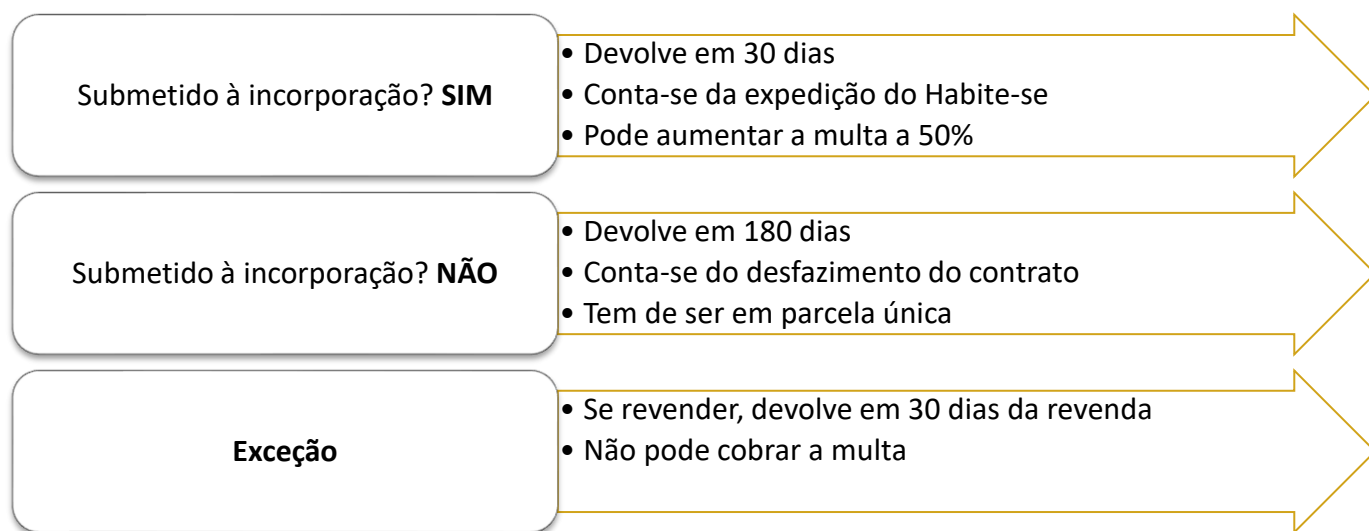 Submetido à incorporação? SIM
• Devolve em 30 dias
• Conta-se da expedição do Habite-se
• Pode aumentar a multa a 50%
Submetido à incorporação? NÃO
• Devolve em 180 dias
• Conta-se do desfazimento do contrato
• Tem de ser em parcela única
Exceção
• Se revender, devolve em 30 dias da revenda
• Não pode cobrar a multa